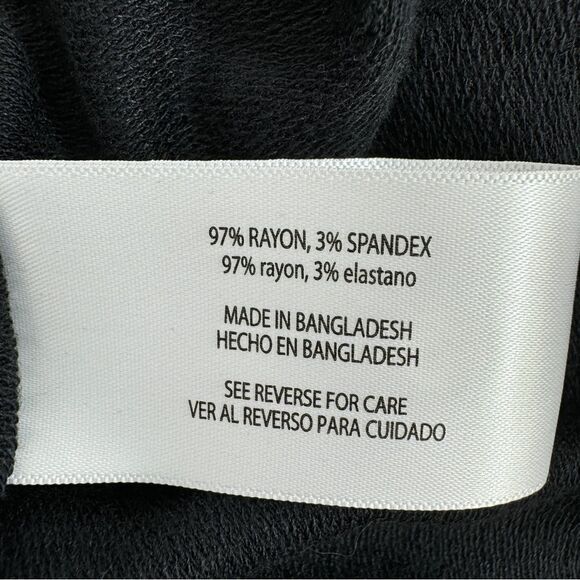 97% RAYON, 3% SPANDEX
97% rayon, 3% elastano
MADE IN BANGLADESH
HECHO EN BANGLADESH
SEE REVERSE FOR CARE
VER AL REVERSO PARA CUIDADO